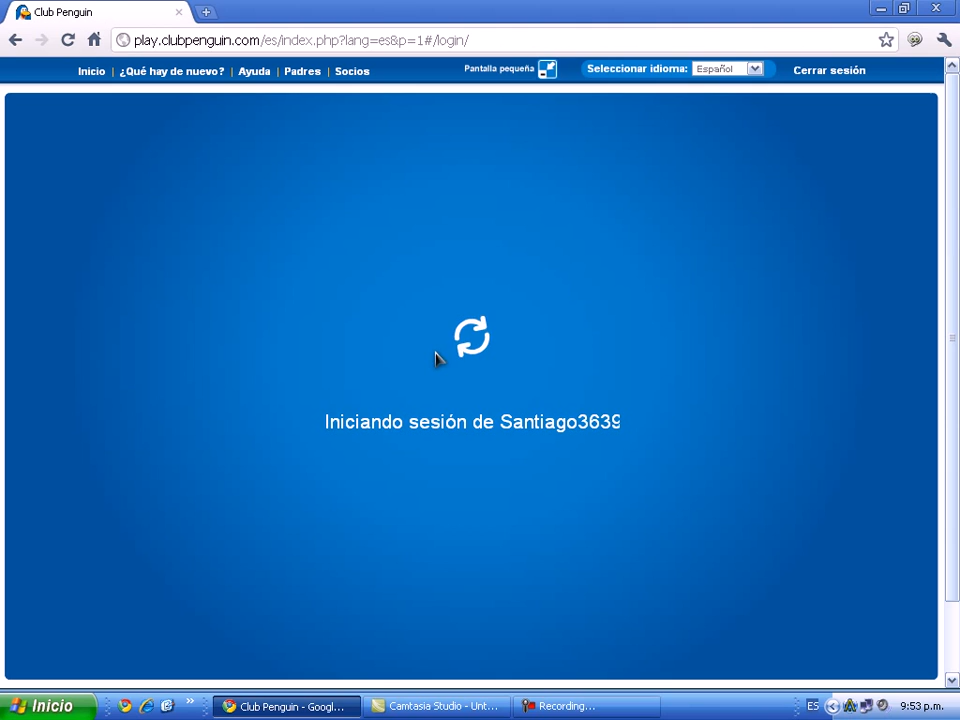 Club Penguin
play.clubpenguin.com/es/index.php?lang=es&p=1#/login/
Inicio | ¿Qué hay de nuevo? | Ayuda | Padres | Socios
Pantalla pequeña
Seleccionar idioma: Español
Cerrar sesión
Iniciando sesión de Santiago3639
Inicio
Club Penguin - Googl...
Camtasia Studio - Unt...
Recording...
ES
9:53 p.m.